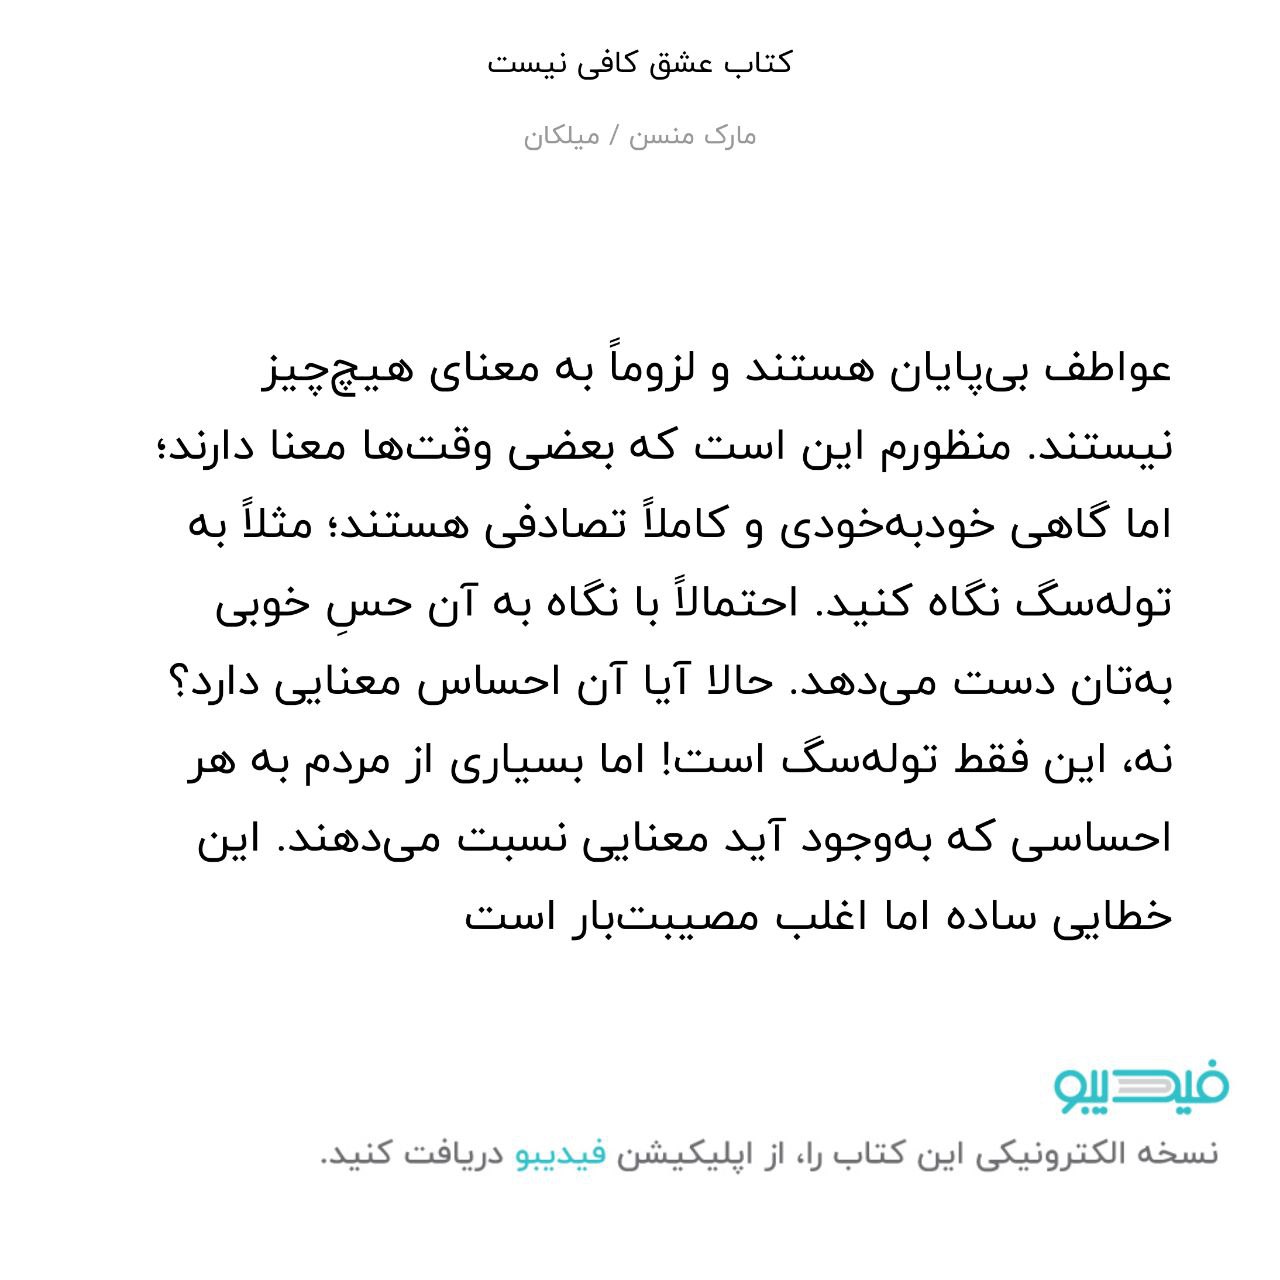 کتاب عشق کافی نیست
مارک منسن / میلکان
عواطف بی‌پایان هستند و لزوماً به معنای هیچ‌چیز
نیستند. منظورم این است که بعضی وقت‌ها معنا دارند؛
اما گاهی خودبه‌خودی و کاملاً تصادفی هستند؛ مثلاً به
توله‌سگ نگاه کنید. احتمالاً با نگاه به آن حسِ خوبی
به‌تان دست می‌دهد. حالا آیا آن احساس معنایی دارد؟
نه، این فقط توله‌سگ است! اما بسیاری از مردم به هر
احساسی که به‌وجود آید معنایی نسبت می‌دهند. این
خطایی ساده اما اغلب مصیبت‌بار است
فیدیبو
نسخه الکترونیکی این کتاب را، از اپلیکیشن فیدیبو دریافت کنید.